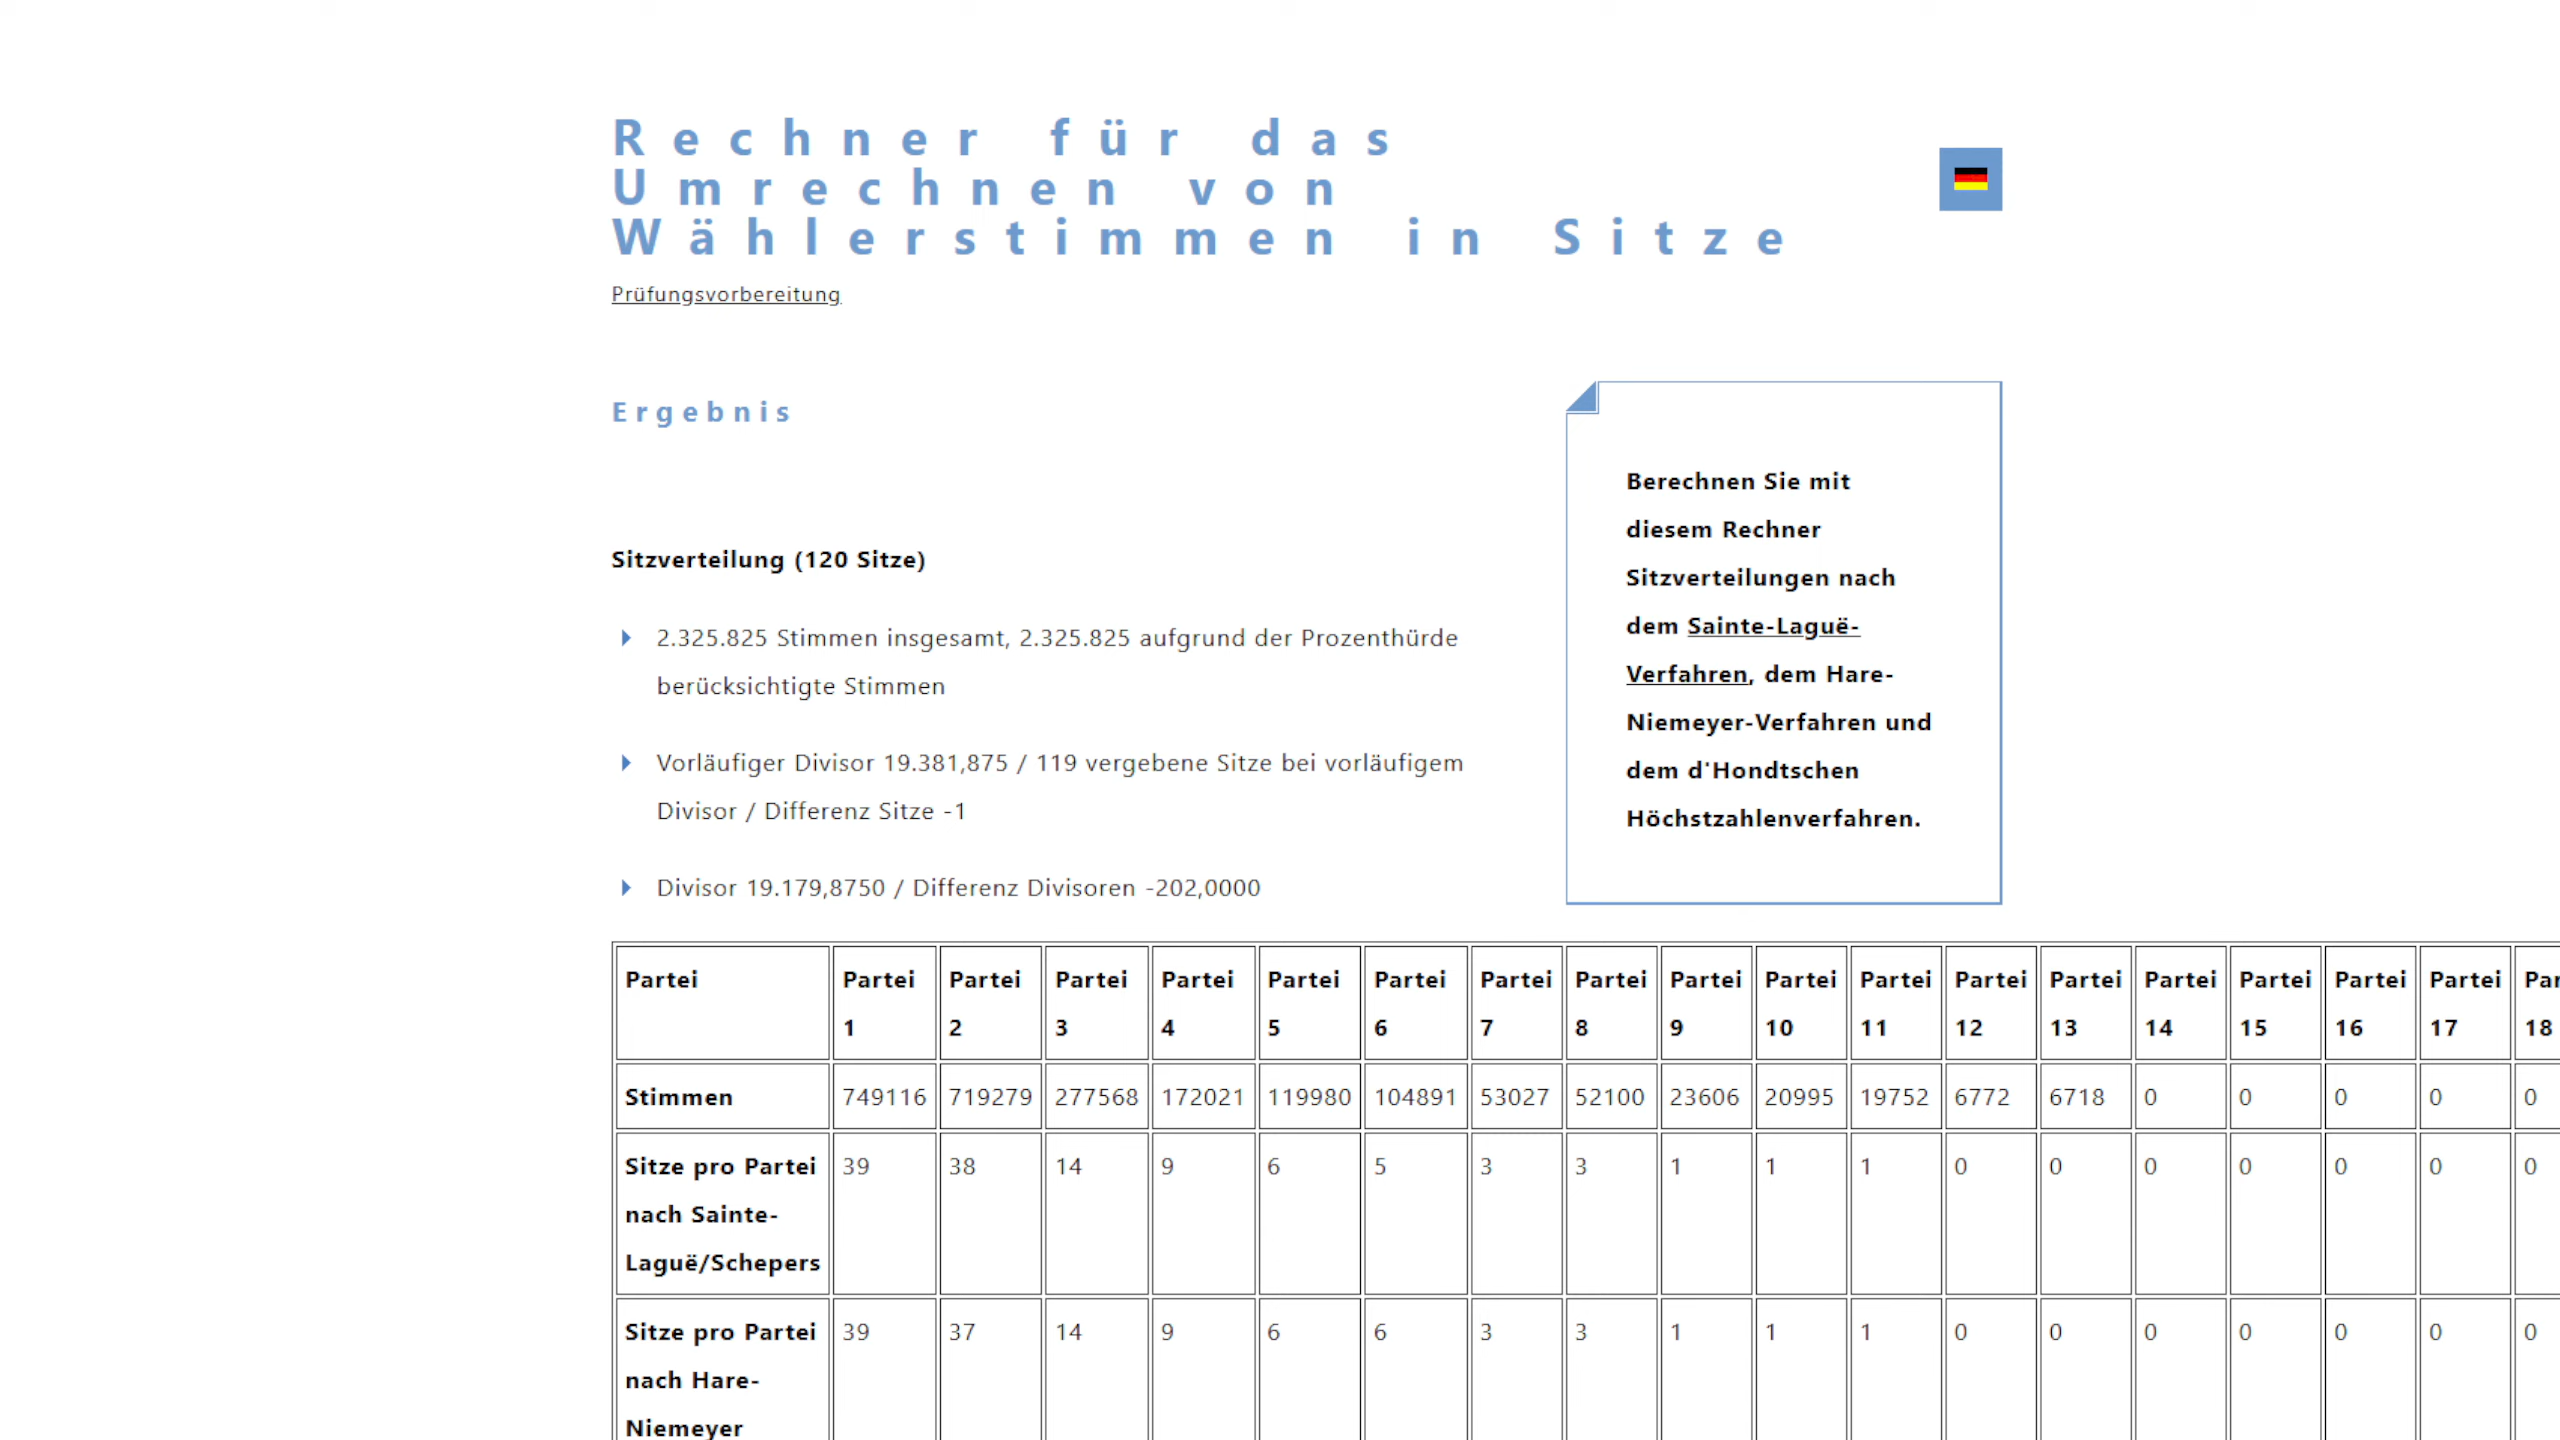 Rechner für das
Umrechnen von
Wählerstimmen in Sitze
Prüfungsvorbereitung
Ergebnis
Sitzverteilung (120 Sitze)
2.325.825 Stimmen insgesamt, 2.325.825 aufgrund der Prozenthürde
berücksichtigte Stimmen
Vorläufiger Divisor 19.381,875 / 119 vergebene Sitze bei vorläufigem
Divisor / Differenz Sitze -1
Divisor 19.179,8750 / Differenz Divisoren -202,0000
Berechnen Sie mit
diesem Rechner
Sitzverteilungen nach
dem Sainte-Laguë-
Verfahren, dem Hare-
Niemeyer-Verfahren und
dem d'Hondtschen
Höchstzahlenverfahren.
Partei Partei 1 Partei 2 Partei 3 Partei 4 Partei 5 Partei 6 Partei 7 Partei 8 Partei 9 Partei 10 Partei 11 Partei 12 Partei 13 Partei 14 Partei 15 Partei 16 Partei 17 Par 18
Stimmen 749116 719279 277568 172021 119980 104891 53027 52100 23606 20995 19752 6772 6718 0 0 0 0 0
Sitze pro Partei 39 38 14 9 6 5 3 3 1 1 1 0 0 0 0 0 0 0
nach Sainte-
Laguë/Schepers
Sitze pro Partei 39 37 14 9 6 6 3 3 1 1 1 0 0 0 0 0 0 0
nach Hare-
Niemeyer